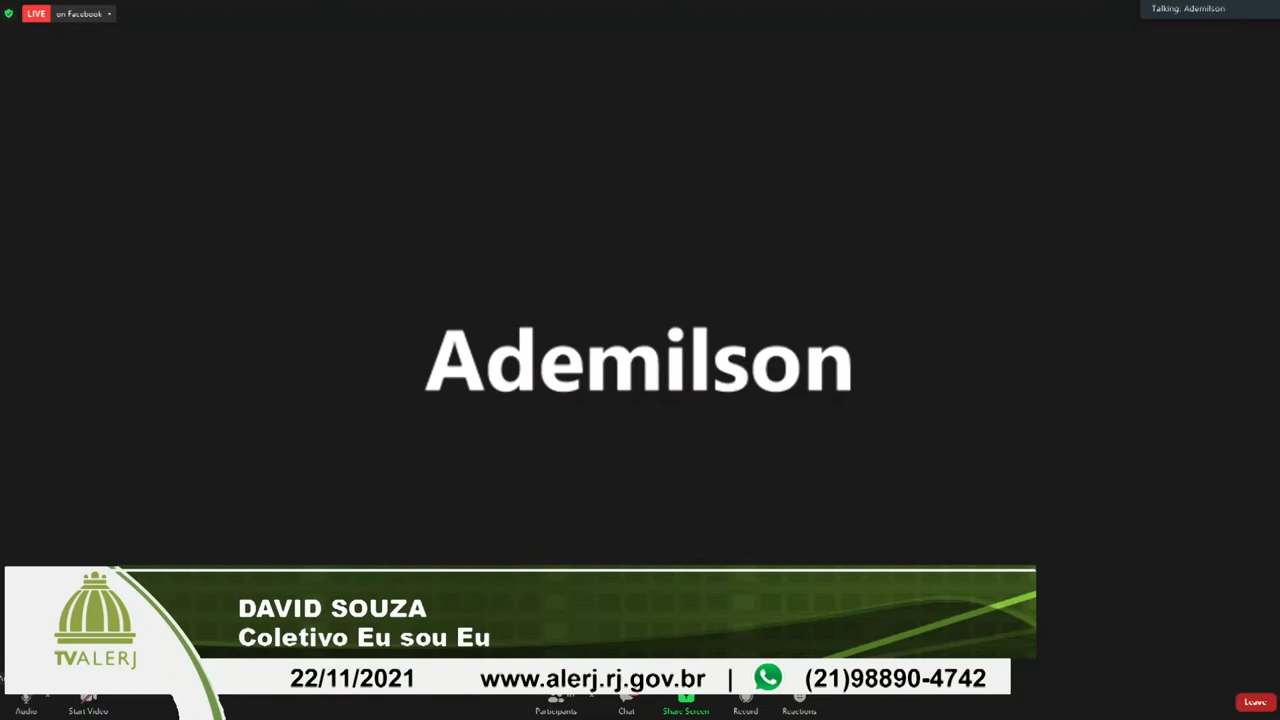 LIVE on Facebook
Talking: Ademilson
Ademilson
DAVID SOUZA
Coletivo Eu sou Eu
TVALERJ
22/11/2021 www.alerj.rj.gov.br | (21)98890-4742
Audio Start Video Participants Chat Share Screen Record Reactions Leave